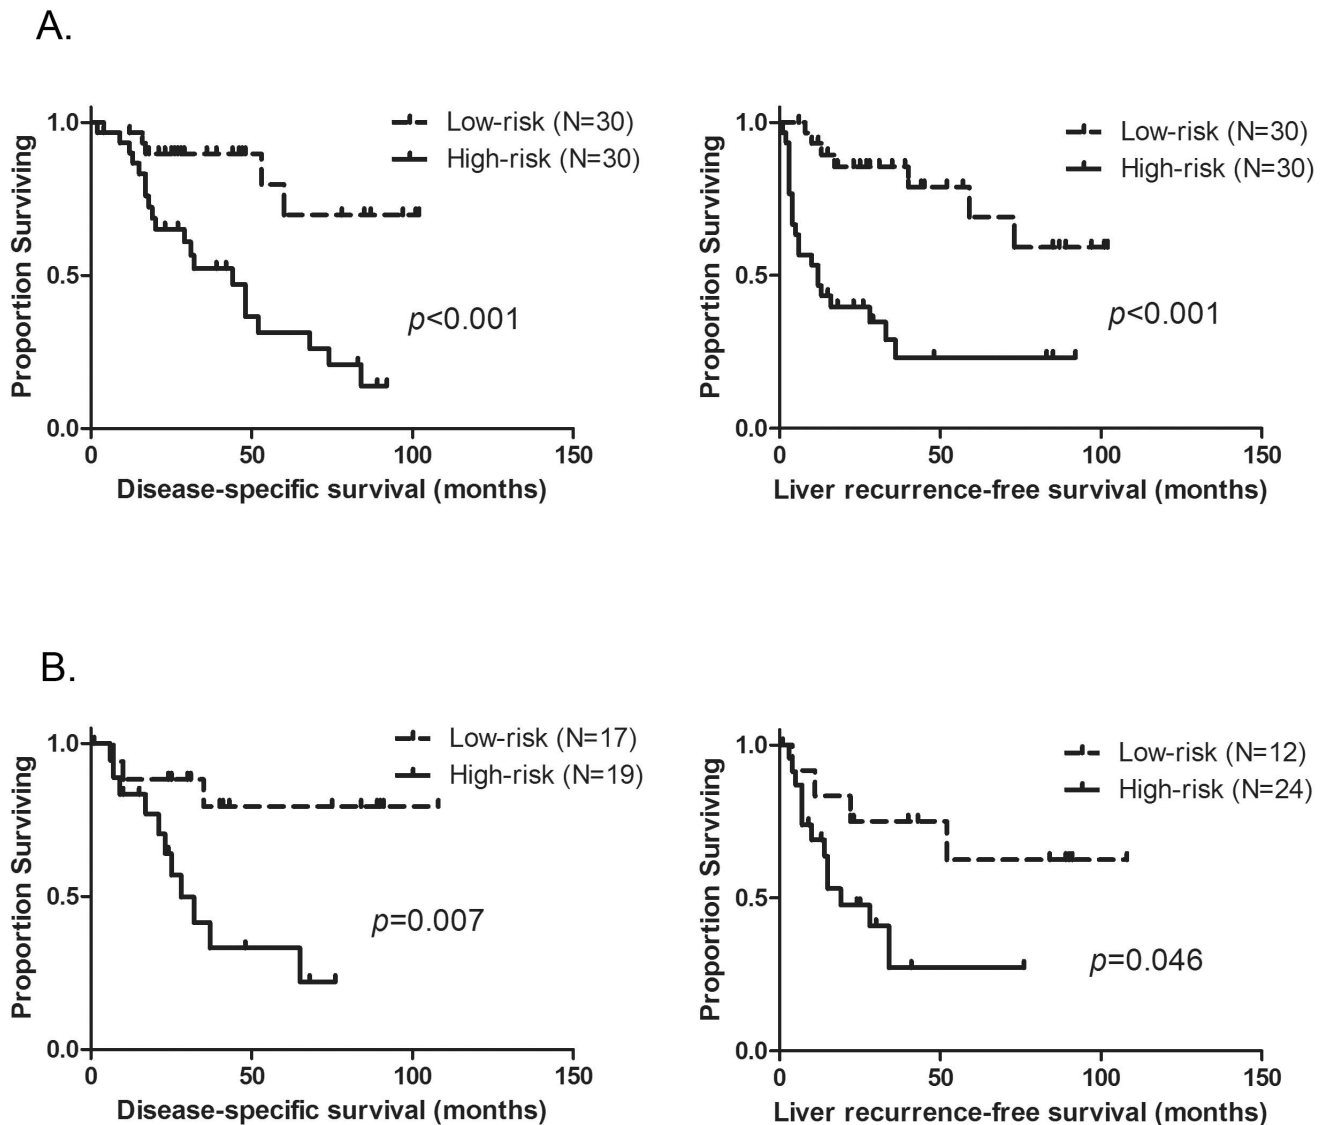 A.
Proportion Surviving
1.0
0.5
0.0
0 50 100 150
Disease-specific survival (months)
Low-risk (N=30)
High-risk (N=30)
p<0.001
Proportion Surviving
1.0
0.5
0.0
0 50 100 150
Liver recurrence-free survival (months)
Low-risk (N=30)
High-risk (N=30)
p<0.001
B.
Proportion Surviving
1.0
0.5
0.0
0 50 100 150
Disease-specific survival (months)
Low-risk (N=17)
High-risk (N=19)
p=0.007
Proportion Surviving
1.0
0.5
0.0
0 50 100 150
Liver recurrence-free survival (months)
Low-risk (N=12)
High-risk (N=24)
p=0.046